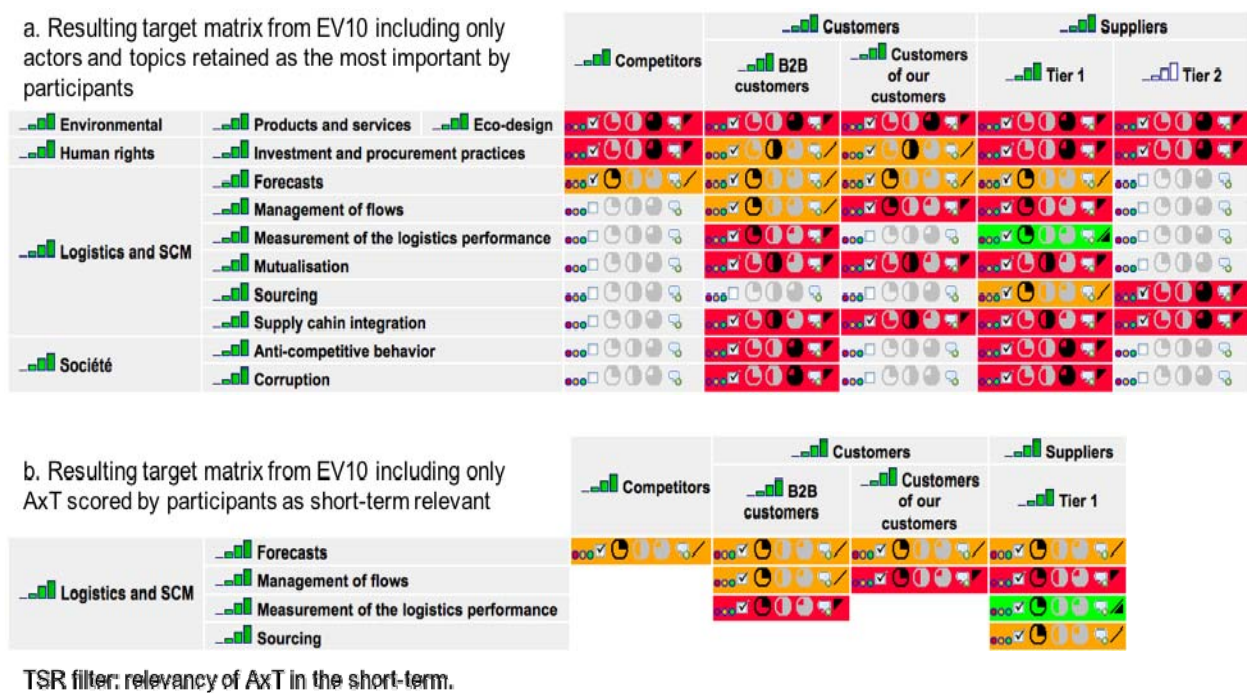 a. Resulting target matrix from EV10 including only
actors and topics retained as the most important by
participants
Competitors
Customers
Suppliers
B2B
customers
Customers
of our
customers
Tier 1
Tier 2
Environmental Products and services Eco-design
Human rights Investment and procurement practices
Logistics and SCM
Forecasts
Management of flows
Measurement of the logistics performance
Mutualisation
Sourcing
Supply cahin integration
Société
Anti-competitive behavior
Corruption
b. Resulting target matrix from EV10 including only
AxT scored by participants as short-term relevant
Competitors
Customers
Suppliers
B2B
customers
Customers
of our
customers
Tier 1
Logistics and SCM
Forecasts
Management of flows
Measurement of the logistics performance
Sourcing
TSR filter: relevancy of AxT in the short-term.